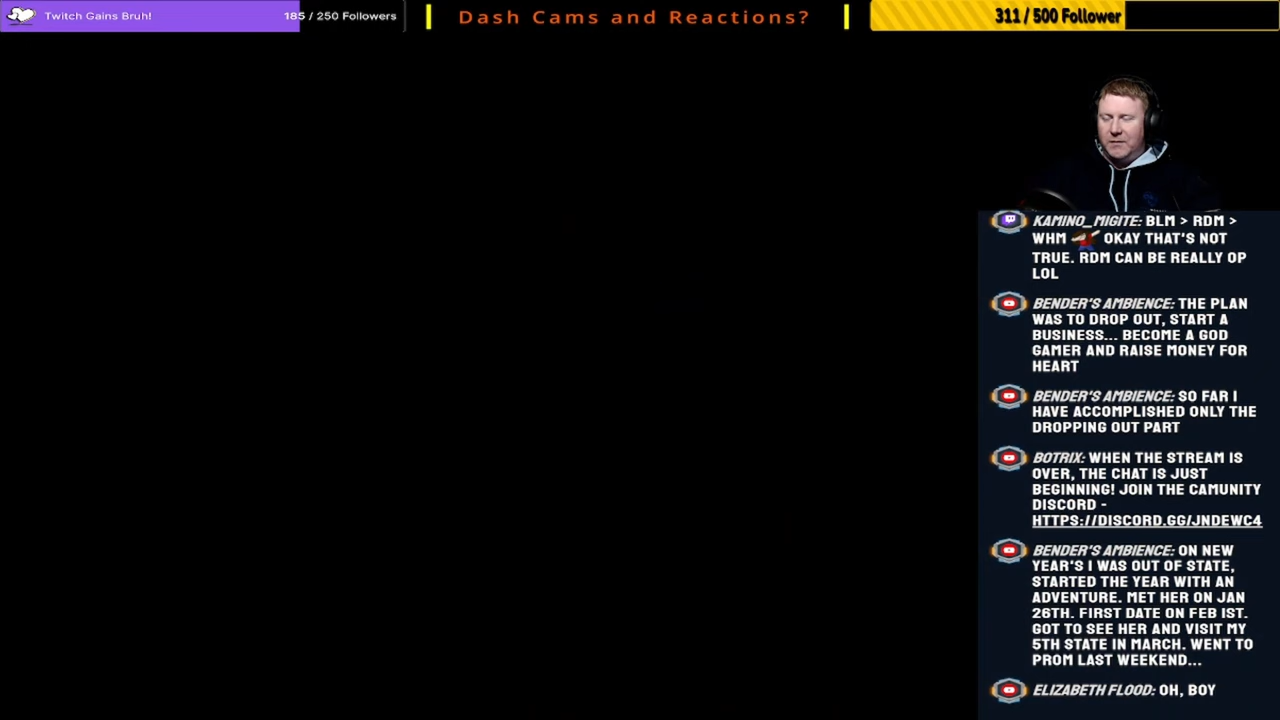 Twitch Gains Bruh!
185 / 250 Followers
Dash Cams and Reactions?
311 / 500 Follower
KAMINO_MIGITE: BLM > RDM >
WHM OKAY THAT'S NOT
TRUE. RDM CAN BE REALLY OP
LOL
BENDER'S AMBIENCE: THE PLAN
WAS TO DROP OUT, START A
BUSINESS... BECOME A GOD
GAMER AND RAISE MONEY FOR
HEART
BENDER'S AMBIENCE: SO FAR I
HAVE ACCOMPLISHED ONLY THE
DROPPING OUT PART
BOTRIX: WHEN THE STREAM IS
OVER, THE CHAT IS JUST
BEGINNING! JOIN THE CAMUNITY
DISCORD -
HTTPS://DISCORD.GG/JNDEWC4
BENDER'S AMBIENCE: ON NEW
YEAR'S I WAS OUT OF STATE,
STARTED THE YEAR WITH AN
ADVENTURE. MET HER ON JAN
26TH. FIRST DATE ON FEB 1ST.
GOT TO SEE HER AND VISIT MY
5TH STATE IN MARCH. WENT TO
PROM LAST WEEKEND...
ELIZABETH FLOOD: OH, BOY